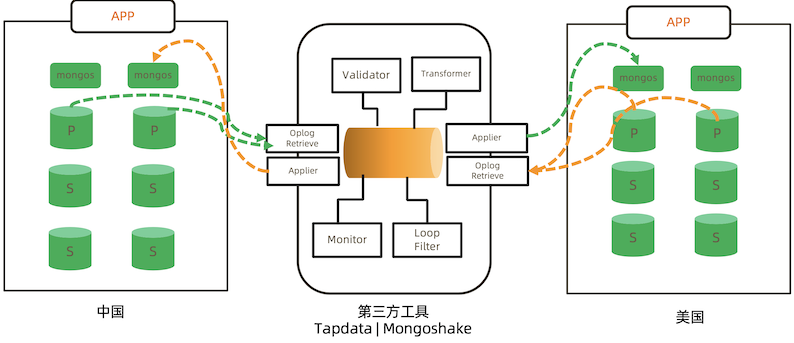 APP
mongos
mongos
P
P
S
S
S
S
中国
Validator
Transformer
Oplog
Retrieve
Applier
Applier
Oplog
Retrieve
Monitor
Loop
Filter
第三方工具
Tapdata | Mongoshake
APP
mongos
mongos
P
P
S
S
S
S
美国